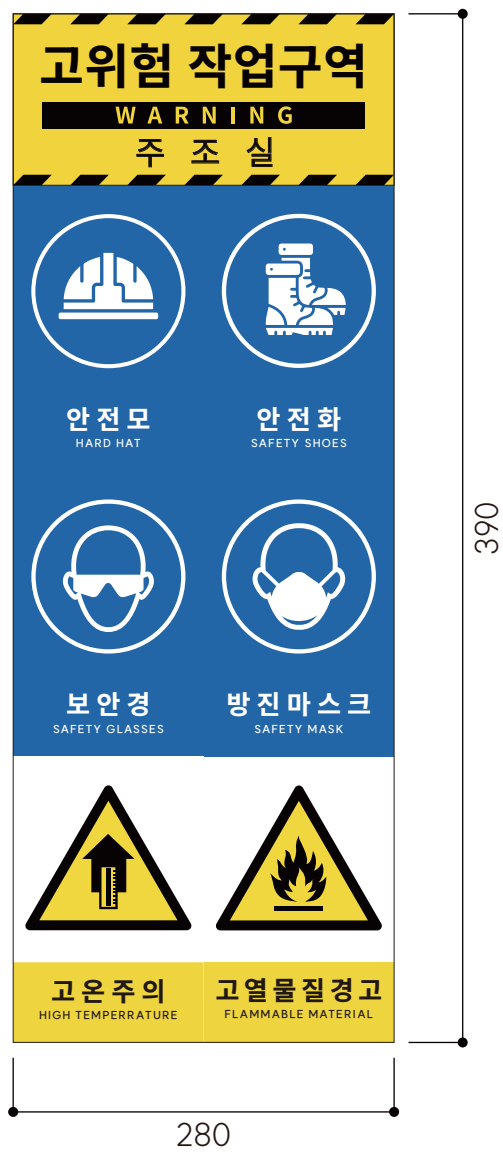 고위험 작업구역
WARNING
주조실
안전모
HARD HAT
안전화
SAFETY SHOES
보안경
SAFETY GLASSES
방진마스크
SAFETY MASK
고온주의
HIGH TEMPERRATURE
고열물질경고
FLAMMABLE MATERIAL
390
280